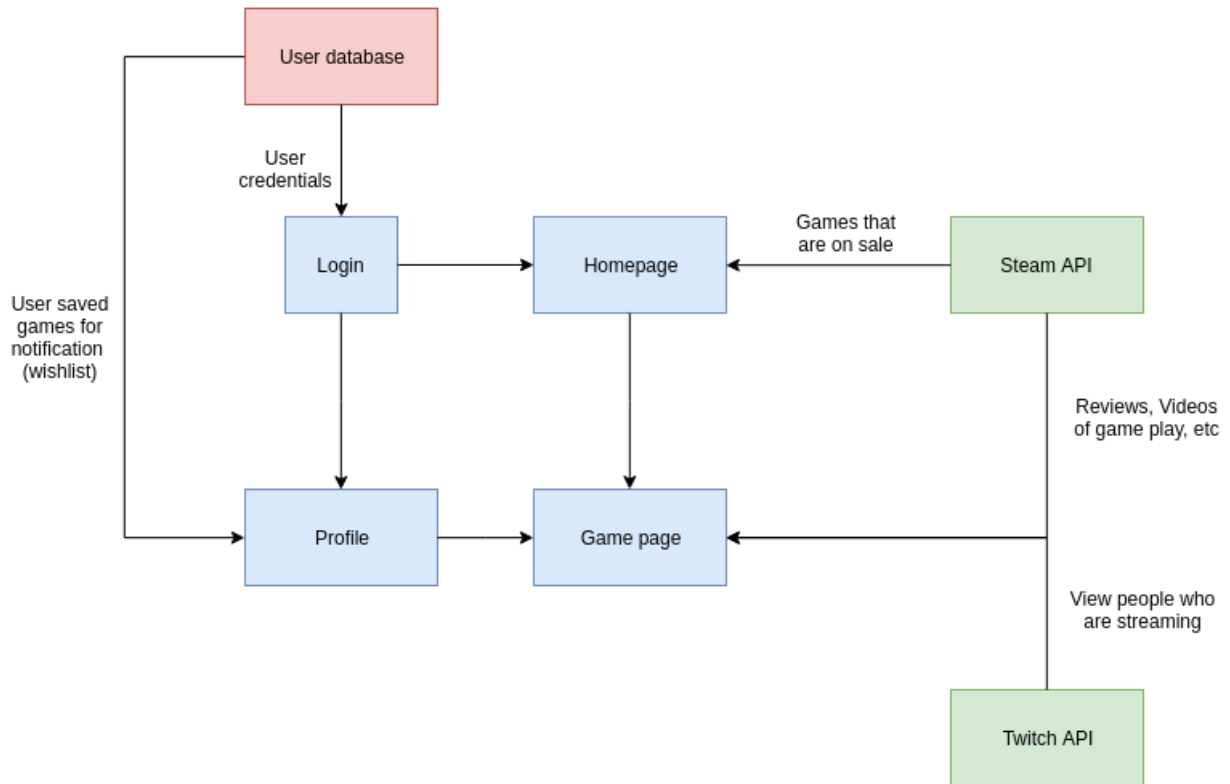 User database
User
credentials
Login
Homepage
Games that
are on sale
Steam API
User saved
games for
notification
(wishlist)
Reviews, Videos
of game play, etc
Profile
Game page
View people who
are streaming
Twitch API